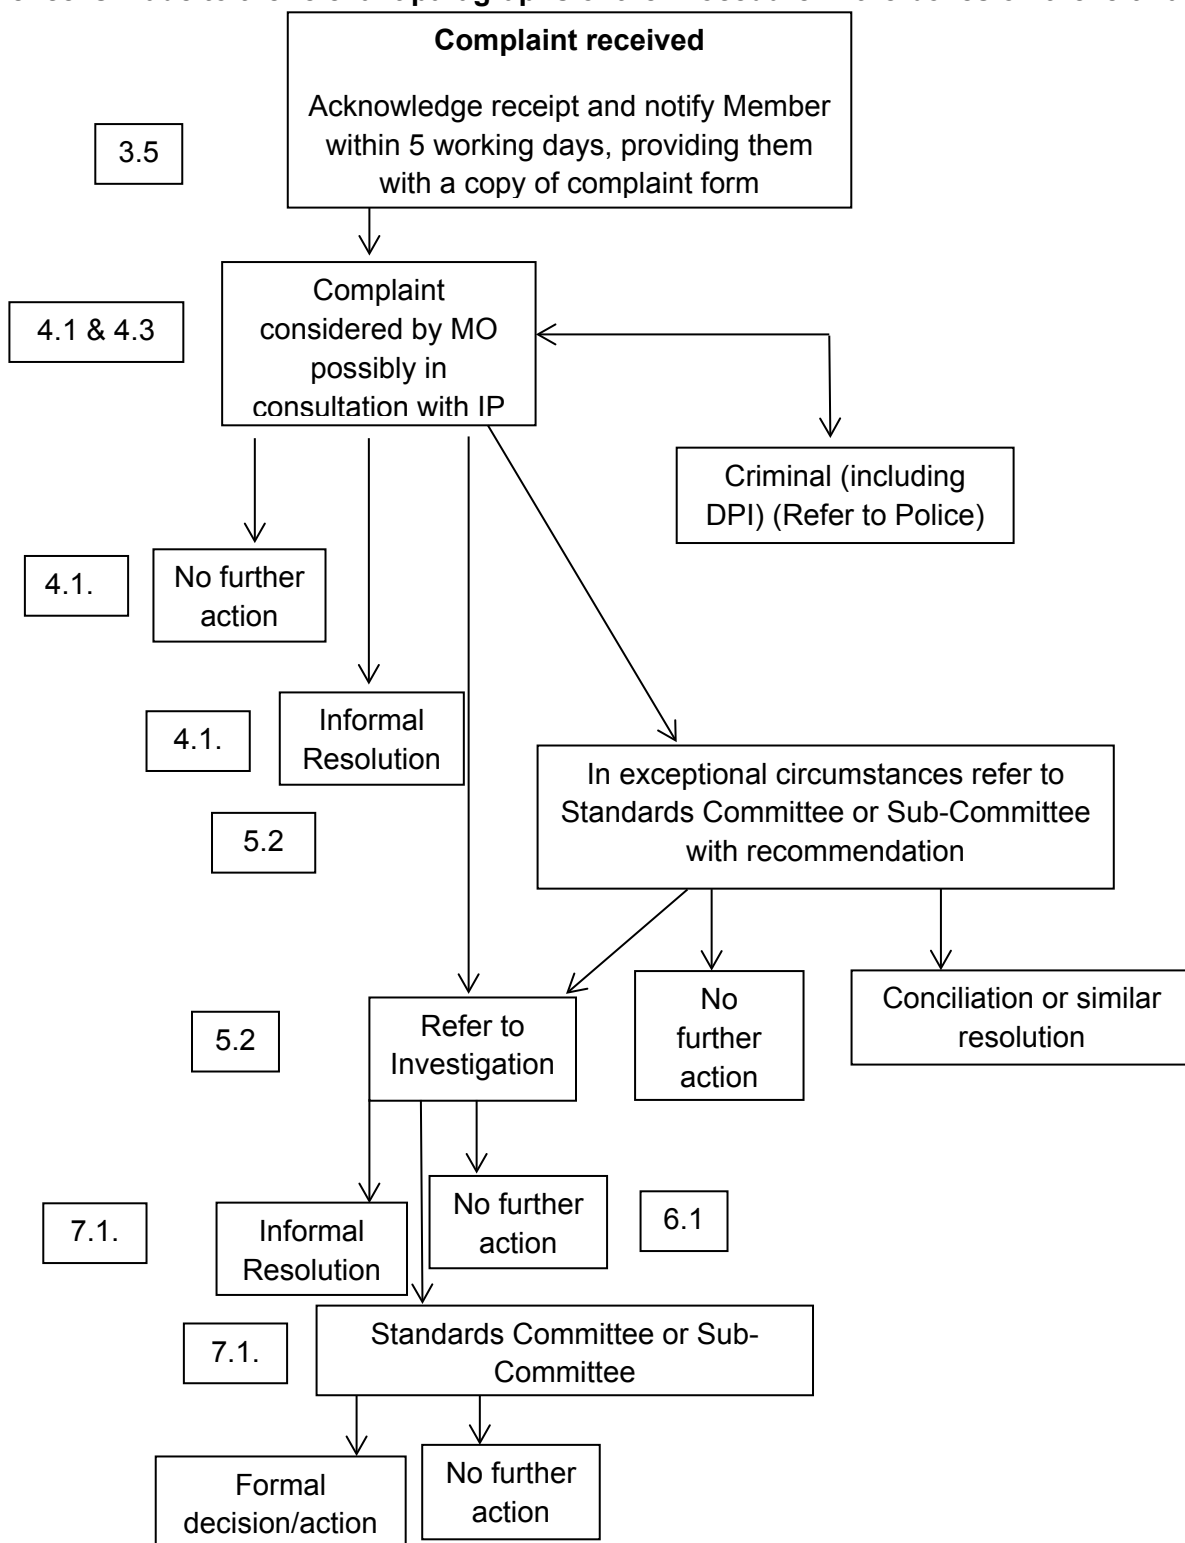 Complaint received
Acknowledge receipt and notify Member
within 5 working days, providing them
with a copy of complaint form
3.5
Complaint
considered by MO
possibly in
consultation with IP
4.1 & 4.3
Criminal (including
DPI) (Refer to Police)
No further
action
4.1.
Informal
Resolution
4.1.
In exceptional circumstances refer to
Standards Committee or Sub-Committee
with recommendation
5.2
Refer to
Investigation
5.2
No
further
action
Conciliation or similar
resolution
No further
action
6.1
7.1.
Informal
Resolution
7.1.
Standards Committee or Sub-
Committee
Formal
decision/action
No further
action